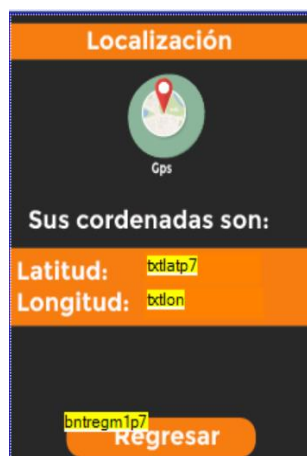 Localización
Gps
Sus cordenadas son:
Latitud: txtlatp7
Longitud: txtlon
bntregm1p7
Regresar